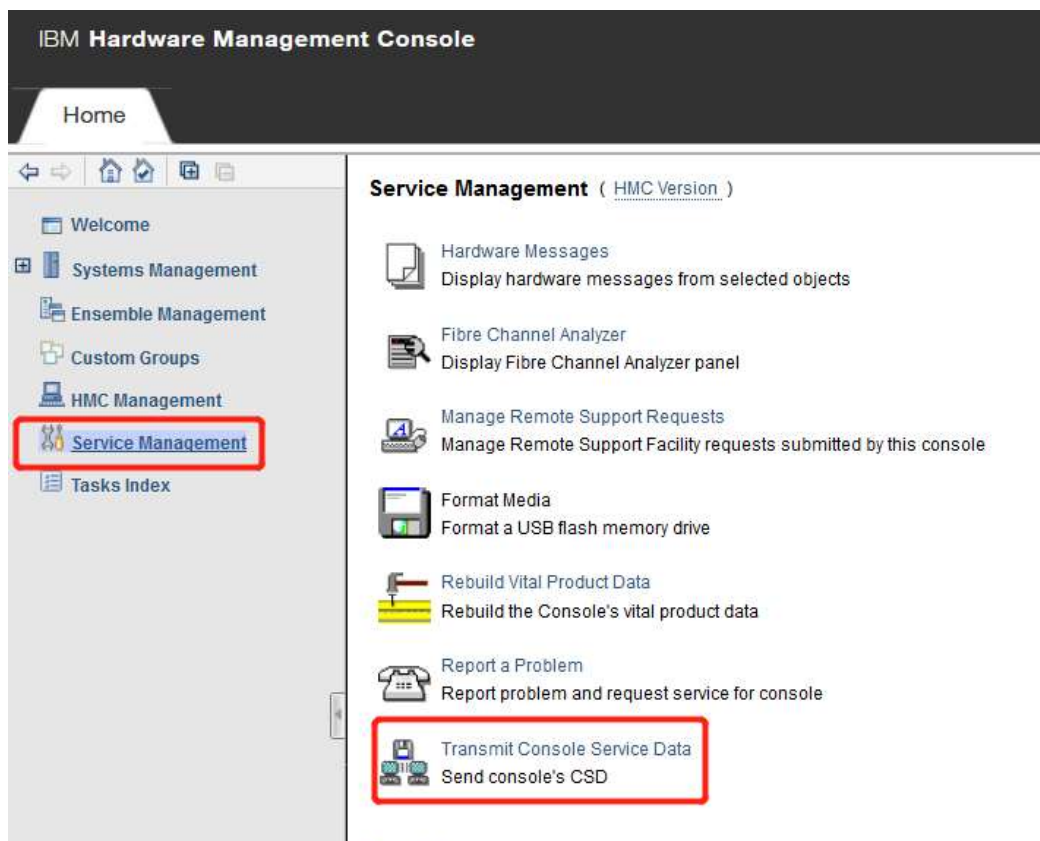 IBM Hardware Management Console
Home
Welcome
Systems Management
Ensemble Management
Custom Groups
HMC Management
Service Management
Tasks Index
Service Management ( HMC Version )
Hardware Messages
Display hardware messages from selected objects
Fibre Channel Analyzer
Display Fibre Channel Analyzer panel
Manage Remote Support Requests
Manage Remote Support Facility requests submitted by this console
Format Media
Format a USB flash memory drive
Rebuild Vital Product Data
Rebuild the Console's vital product data
Report a Problem
Report problem and request service for console
Transmit Console Service Data
Send console's CSD